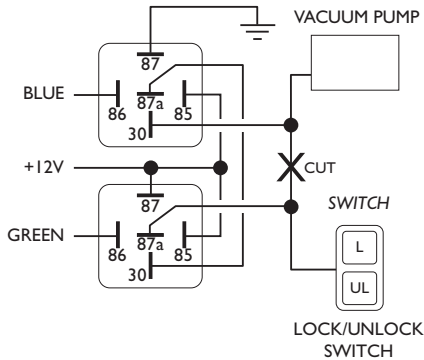 VACUUM PUMP
87
BLUE
86
87a
85
30
+12V
CUT
87
SWITCH
GREEN
86
87a
85
30
L
UL
LOCK/UNLOCK
SWITCH